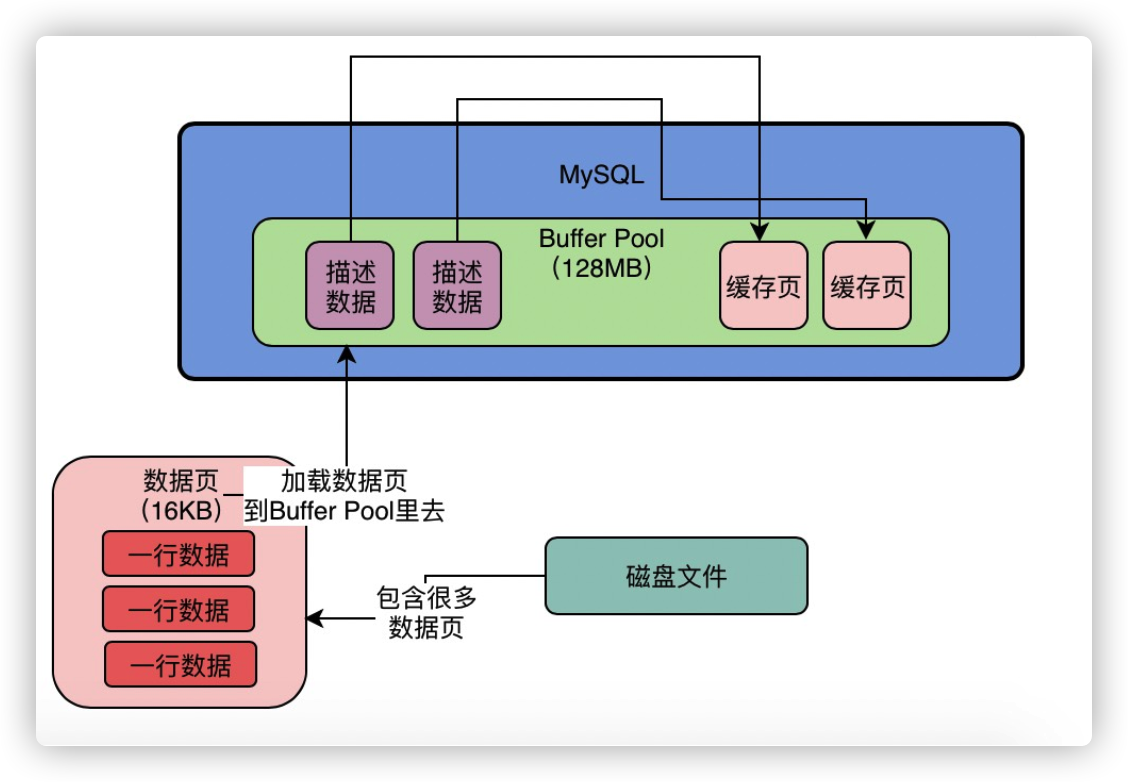 MySQL
Buffer Pool
（128MB）
描述
数据
描述
数据
缓存页
缓存页
数据页
（16KB）
加载数据页
到Buffer Pool里去
一行数据
一行数据
一行数据
包含很多
数据页
磁盘文件